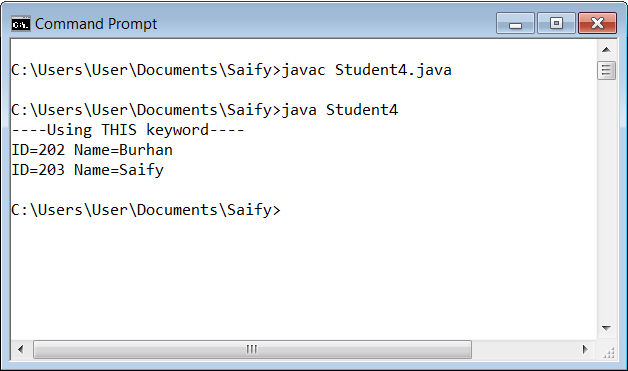 Command Prompt
C:\Users\User\Documents\Saify>javac Student4.java
C:\Users\User\Documents\Saify>java Student4
----Using THIS keyword----
ID=202 Name=Burhan
ID=203 Name=Saify
C:\Users\User\Documents\Saify>